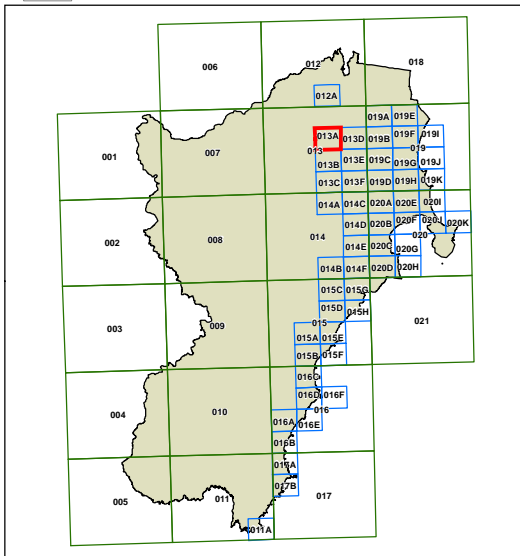 006 012 018
012A
019A 019E
001 007 013A 013D 019B 019F 019I
013 019
013B 013E 019C 019G 019J
013C 013F 019D 019H 019K
014A 014C 020A 020E 020I
002 008 014 014D 020B 020F 020J 020K
020
014E 020C 020G
014B 014F 020D 020H
015C 015G
003 009 015D 015H 021
015
015A 015E
015B 015F
016C
004 010 016D 016F
016
016A 016E
016B
017A
005 011 017B 017
011A